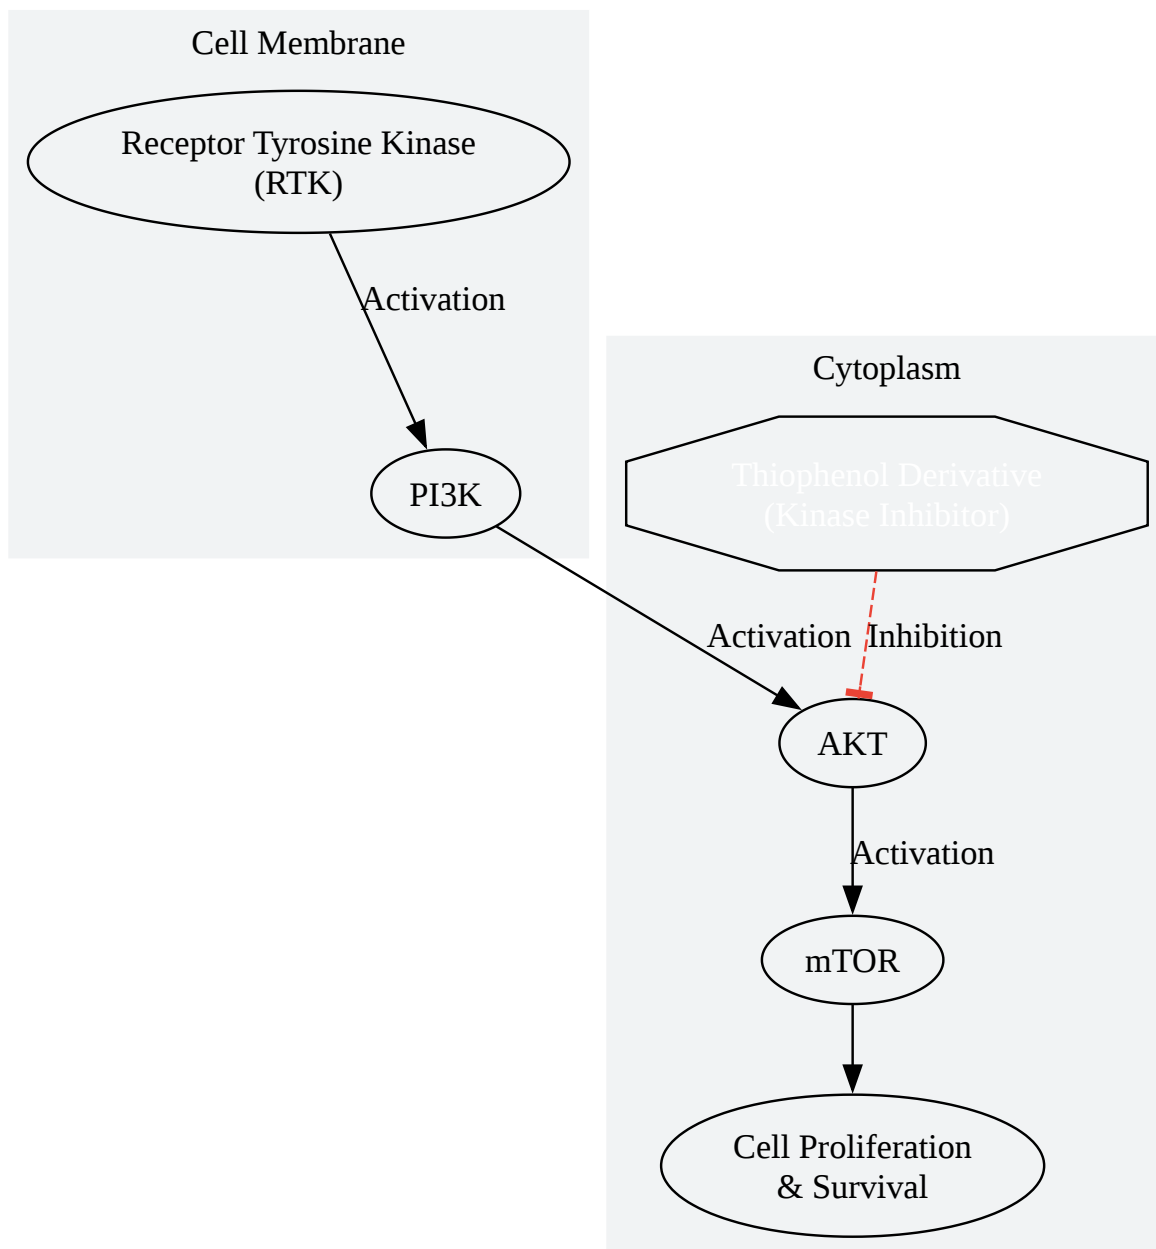 Cell Membrane
Receptor Tyrosine Kinase
(RTK)
Activation
PI3K
Cytoplasm
Thiophenol Derivative
(Kinase Inhibitor)
Activation
Inhibition
AKT
Activation
mTOR
Cell Proliferation
& Survival